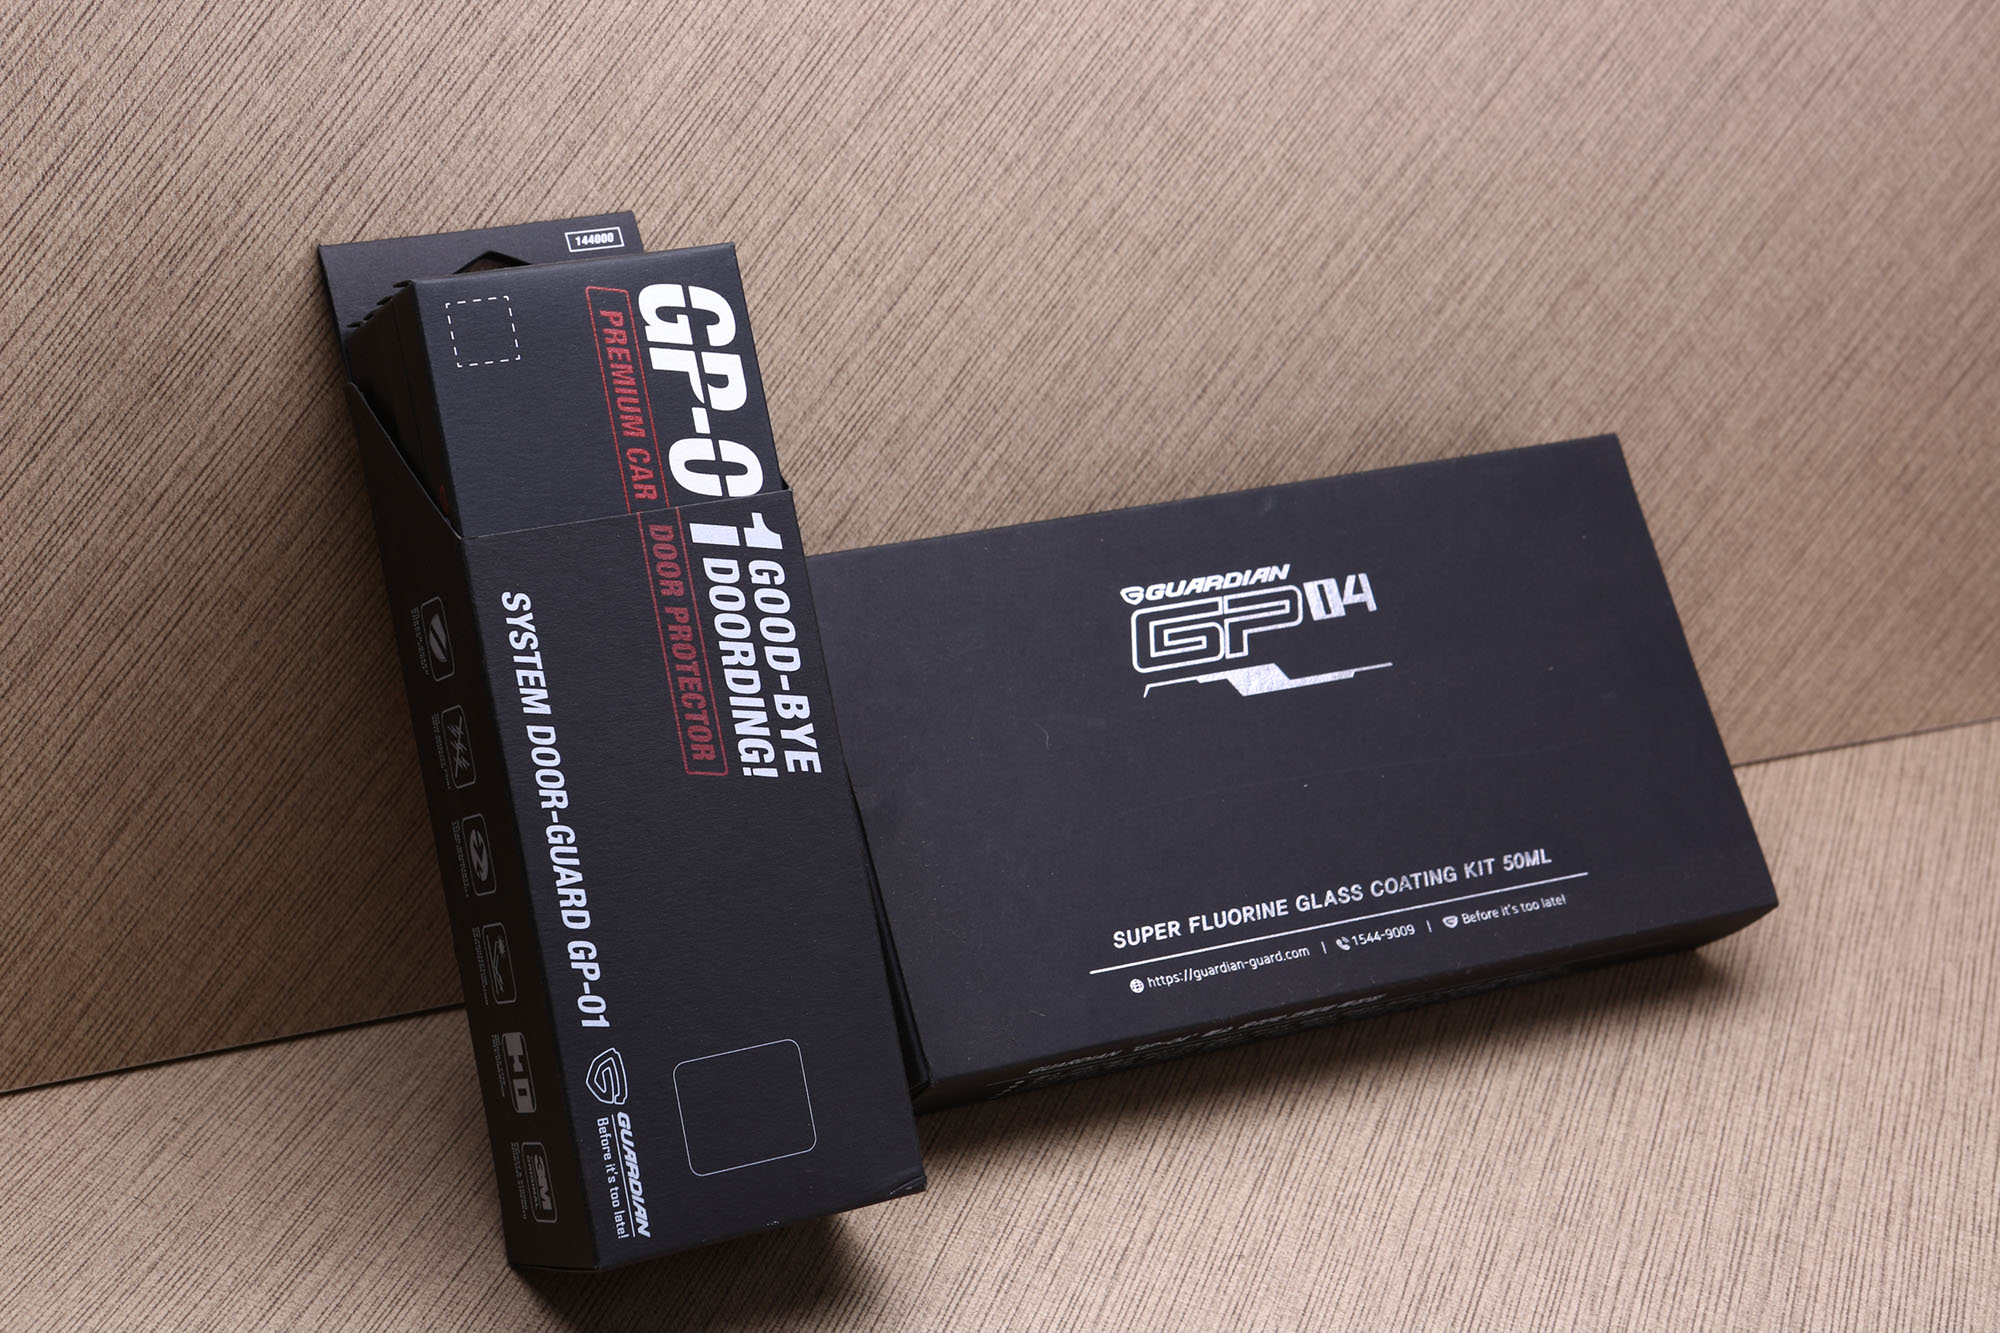 144000
GP-01
PREMIUM CAR DOOR PROTECTOR
GOOD-BYE
DOORDING!
SYSTEM DOOR-GUARD GP-01
GUARDIAN
Before it's too late!
3M
GUARDIAN
GP04
SUPER FLUORINE GLASS COATING KIT 50ML
https://guardian-guard.com | 1544-9009 | Before it's too late!